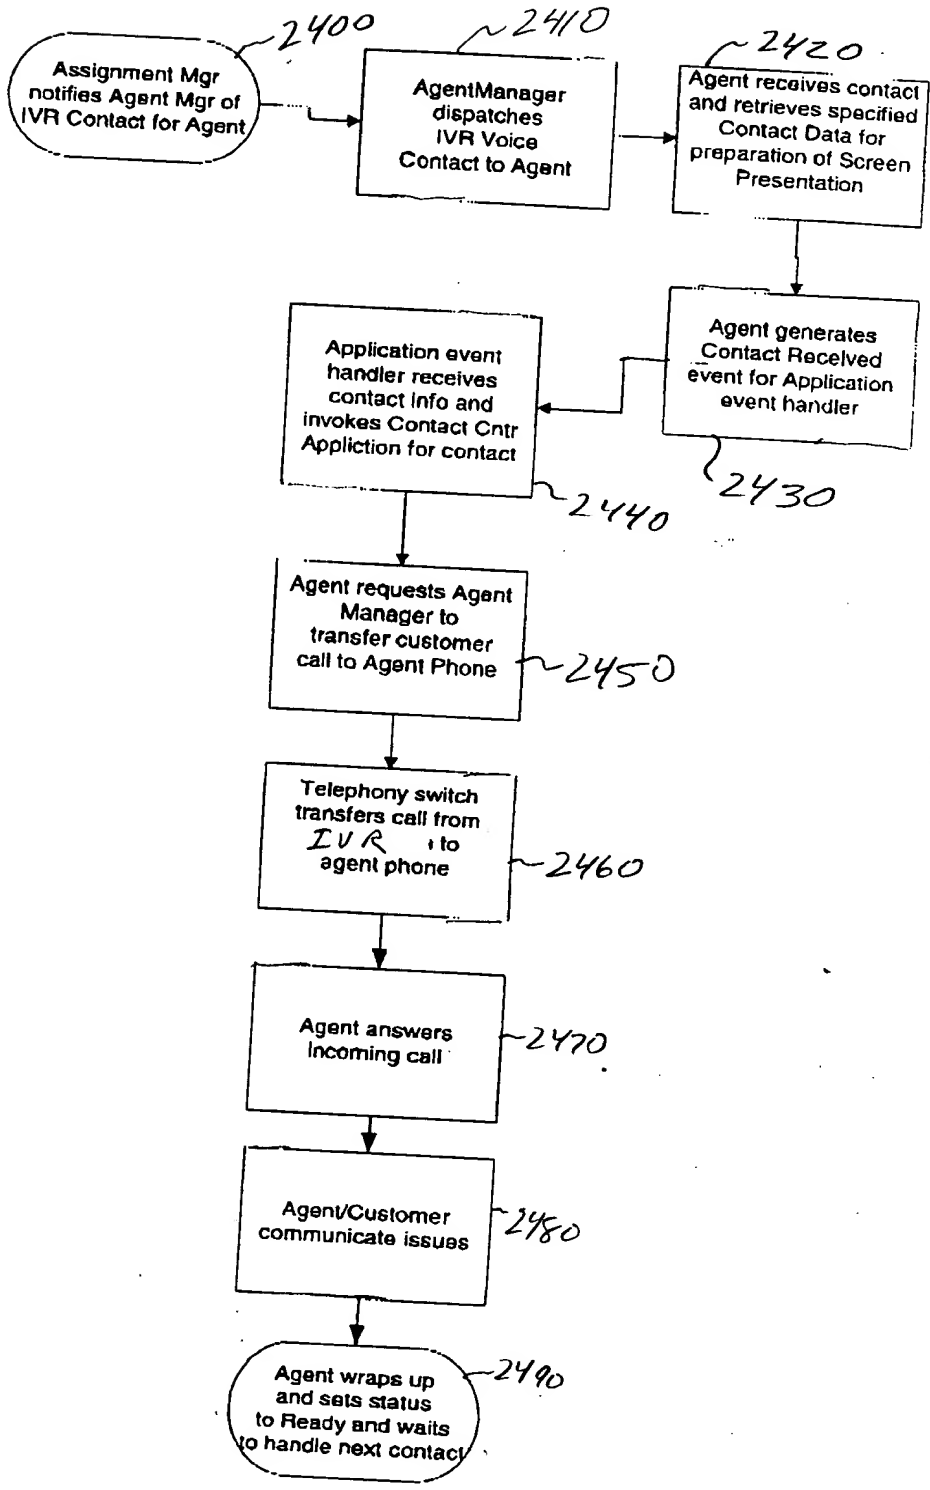 2400
Assignment Mgr
notifies Agent Mgr of
IVR Contact for Agent
2410
AgentManager
dispatches
IVR Voice
Contact to Agent
2420
Agent receives contact
and retrieves specified
Contact Data for
preparation of Screen
Presentation
Agent generates
Contact Received
event for Application
event handler
2430
Application event
handler receives
contact info and
invokes Contact Cntr
Appliction for contact
2440
Agent requests Agent
Manager to
transfer customer
call to Agent Phone
2450
Telephony switch
transfers call from
IVR to
agent phone
2460
Agent answers
incoming call
2470
Agent/Customer
communicate issues
2480
Agent wraps up
and sets status
to Ready and waits
to handle next contact
2490